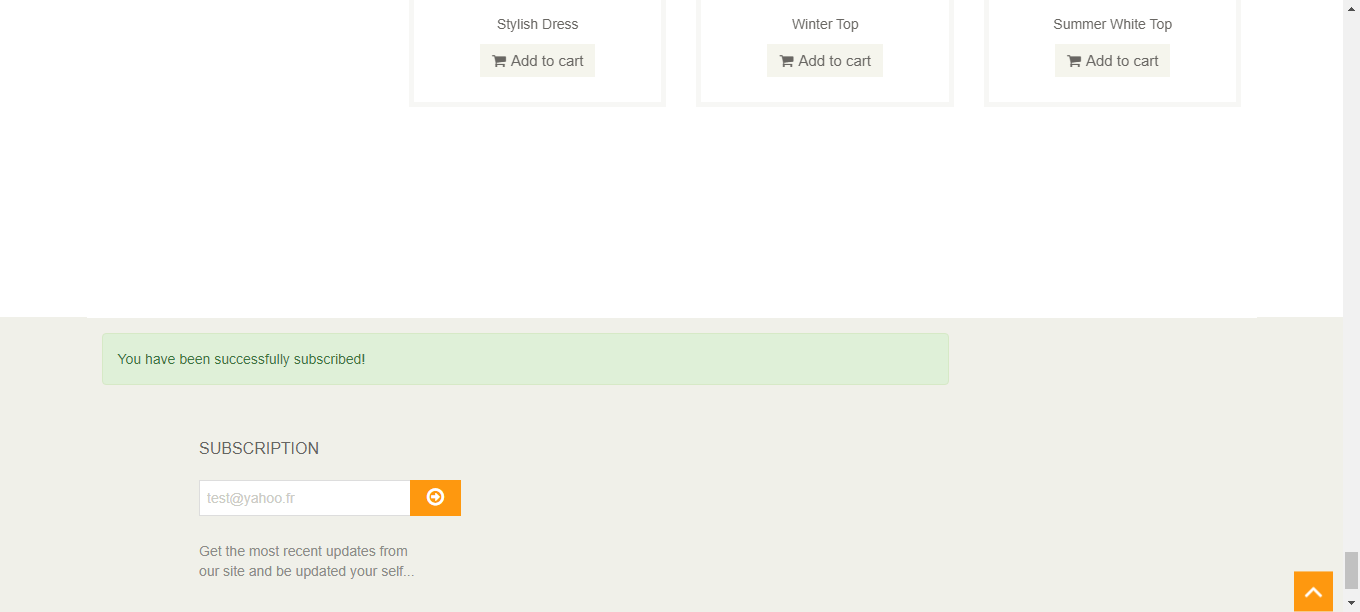 Stylish Dress
Winter Top
Summer White Top
Add to cart
Add to cart
Add to cart
You have been successfully subscribed!
SUBSCRIPTION
test@yahoo.fr
Get the most recent updates from
our site and be updated your self...